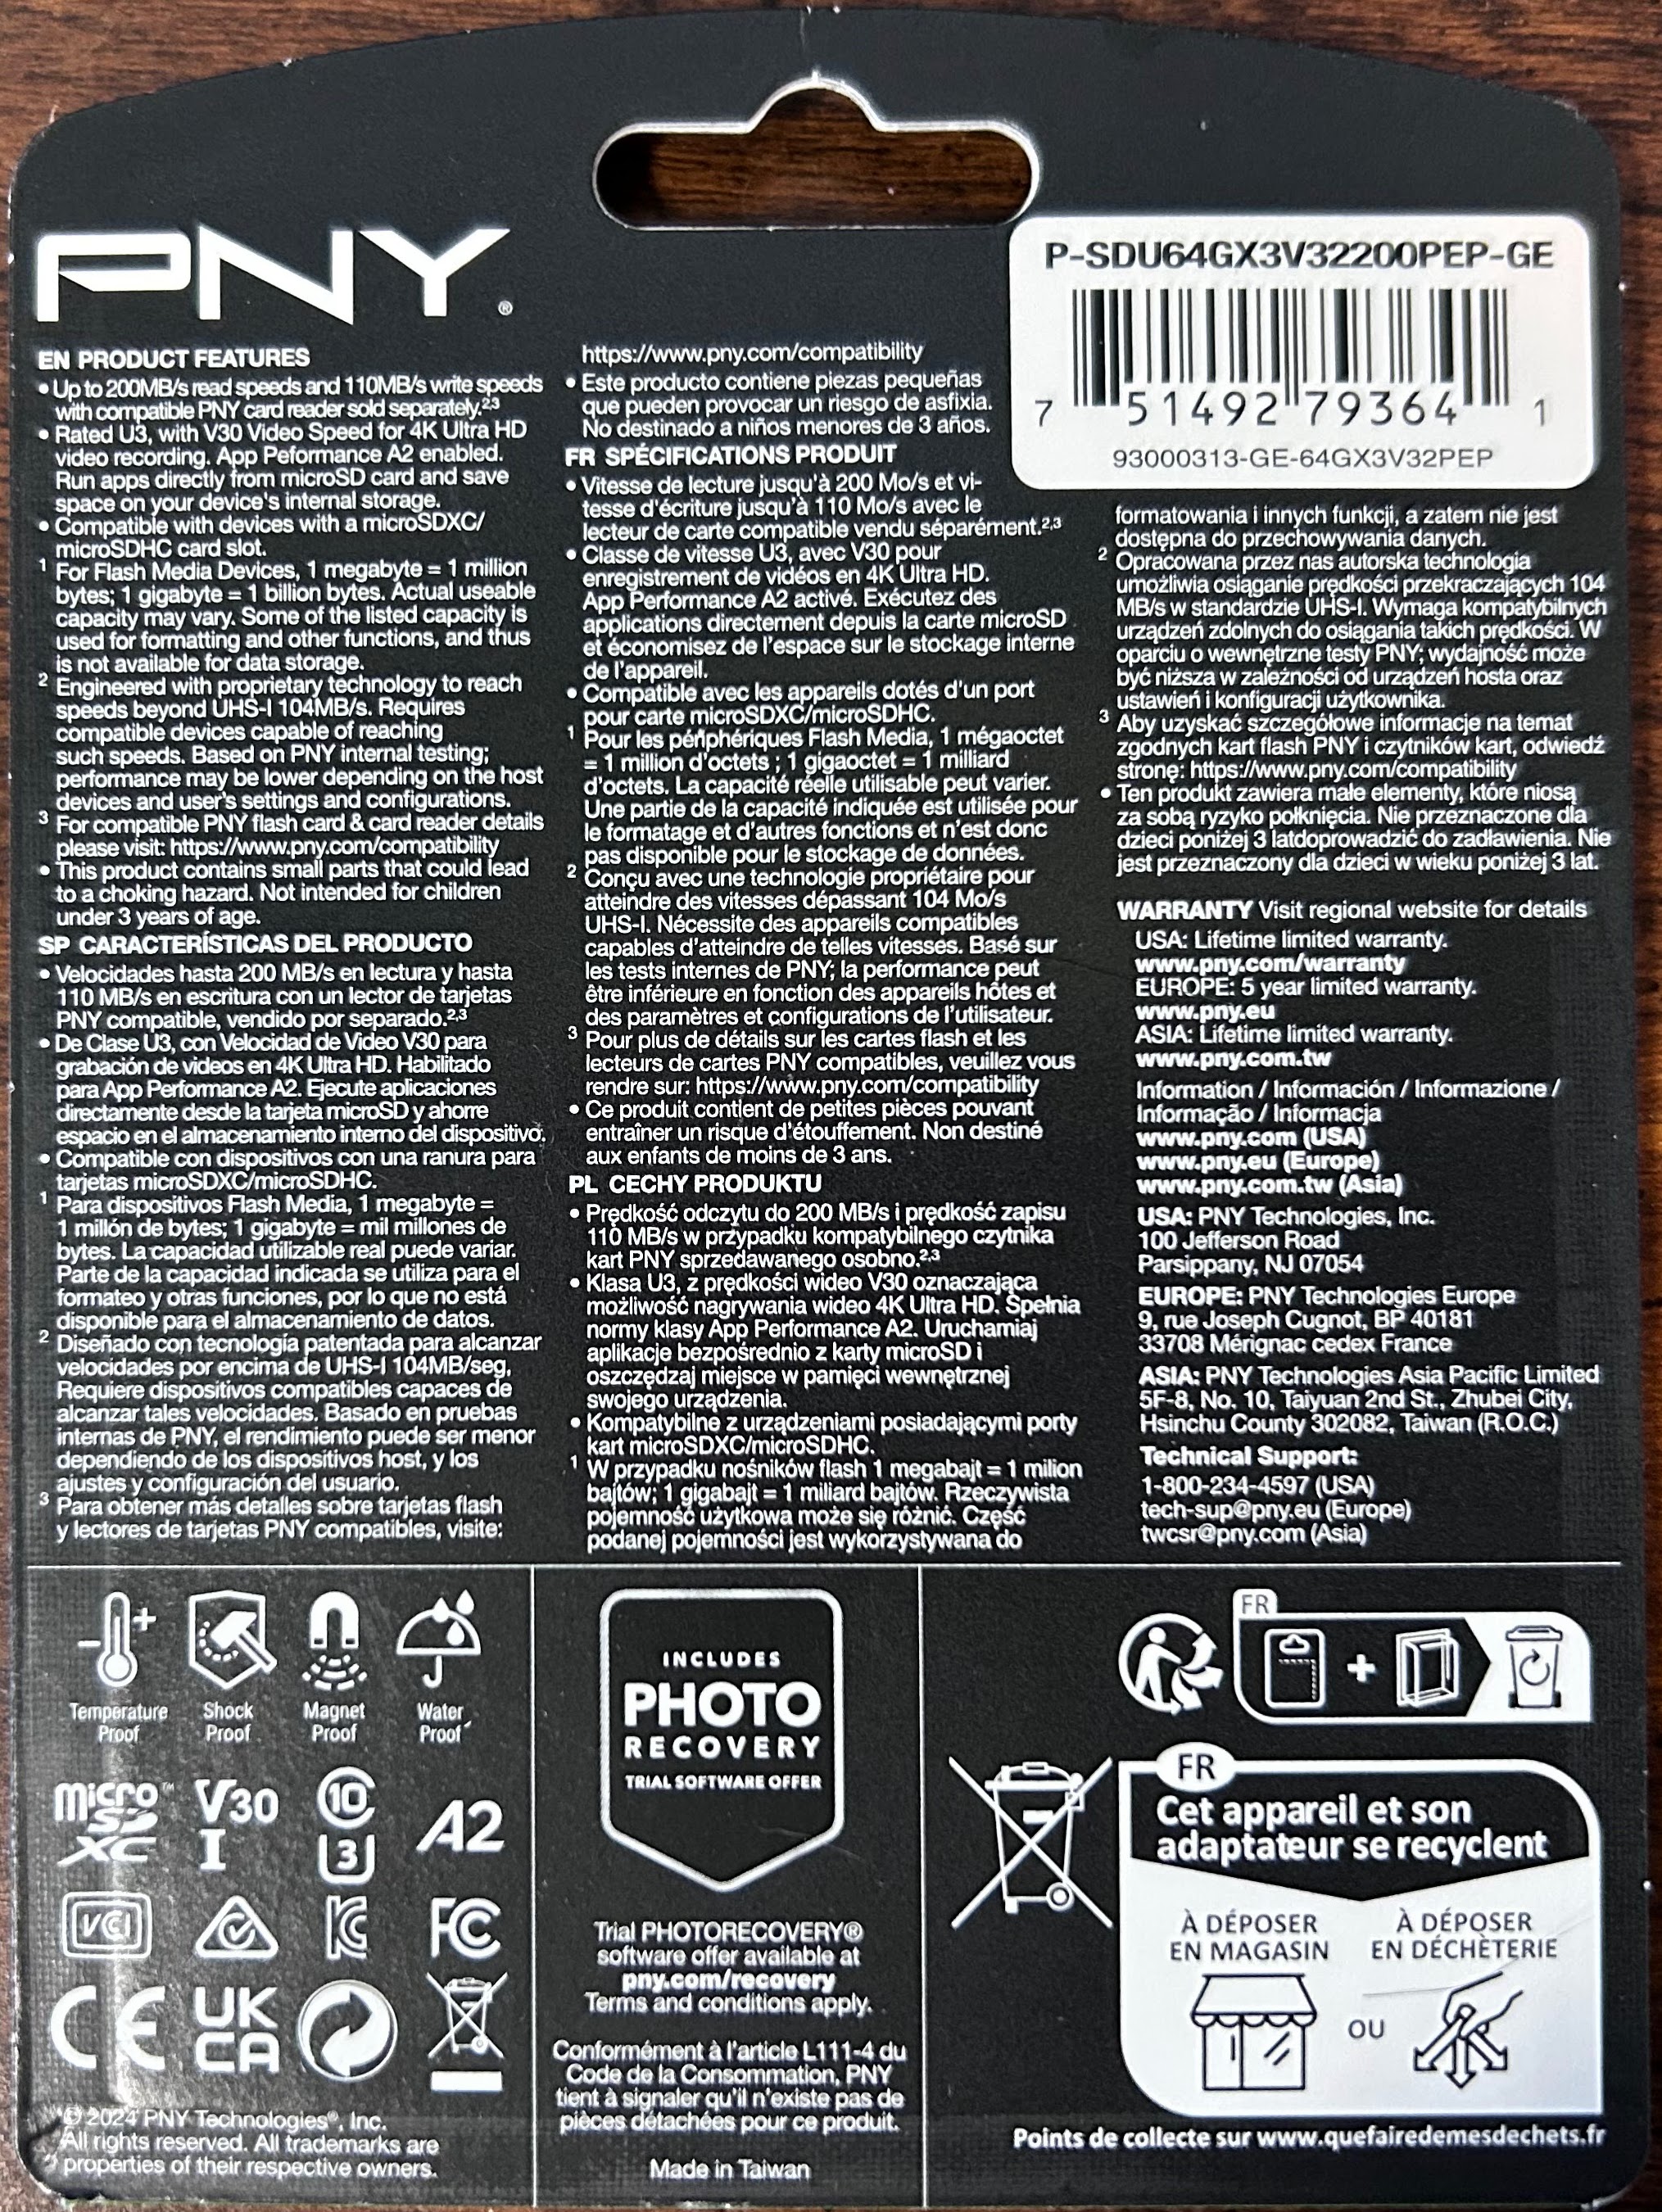 PNY®
P-SDU64GX3V32200PEP-GE
7 51492 79364 1
93000313-GE-64GX3V32PEP
EN PRODUCT FEATURES
• Up to 200MB/s read speeds and 110MB/s write speeds
with compatible PNY card reader sold separately.2,3
• Rated U3, with V30 Video Speed for 4K Ultra HD
video recording. App Peformance A2 enabled.
Run apps directly from microSD card and save
space on your device's internal storage.
• Compatible with devices with a microSDXC/
microSDHC card slot.
1 For Flash Media Devices, 1 megabyte = 1 million
bytes; 1 gigabyte = 1 billion bytes. Actual useable
capacity may vary. Some of the listed capacity is
used for formatting and other functions, and thus
is not available for data storage.
2 Engineered with proprietary technology to reach
speeds beyond UHS-I 104MB/s. Requires
compatible devices capable of reaching
such speeds. Based on PNY internal testing;
performance may be lower depending on the host
devices and user's settings and configurations.
3 For compatible PNY flash card & card reader details
please visit: https://www.pny.com/compatibility
• This product contains small parts that could lead
to a choking hazard. Not intended for children
under 3 years of age.
SP CARACTERÍSTICAS DEL PRODUCTO
• Velocidades hasta 200 MB/s en lectura y hasta
110 MB/s en escritura con un lector de tarjetas
PNY compatible, vendido por separado.2,3
• De Clase U3, con Velocidad de Video V30 para
grabación de videos en 4K Ultra HD. Habilitado
para App Performance A2. Ejecute aplicaciones
directamente desde la tarjeta microSD y ahorre
espacio en el almacenamiento interno del dispositivo.
• Compatible con dispositivos con una ranura para
tarjetas microSDXC/microSDHC.
1 Para dispositivos Flash Media, 1 megabyte =
1 millón de bytes; 1 gigabyte = mil millones de
bytes. La capacidad utilizable real puede variar.
Parte de la capacidad indicada se utiliza para el
formateo y otras funciones, por lo que no está
disponible para el almacenamiento de datos.
2 Diseñado con tecnología patentada para alcanzar
velocidades por encima de UHS-I 104MB/seg,
Requiere dispositivos compatibles capaces de
alcanzar tales velocidades. Basado en pruebas
internas de PNY, el rendimiento puede ser menor
dependiendo de los dispositivos host, y los
ajustes y configuración del usuario.
3 Para obtener más detalles sobre tarjetas flash
y lectores de tarjetas PNY compatibles, visite:
https://www.pny.com/compatibility
• Este producto contiene piezas pequeñas
que pueden provocar un riesgo de asfixia.
No destinado a niños menores de 3 años.
FR SPÉCIFICATIONS PRODUIT
• Vitesse de lecture jusqu'à 200 Mo/s et vi-
tesse d'écriture jusqu'à 110 Mo/s avec le
lecteur de carte compatible vendu séparément.2,3
• Classe de vitesse U3, avec V30 pour
enregistrement de vidéos en 4K Ultra HD.
App Performance A2 activé. Exécutez des
applications directement depuis la carte microSD
et économisez de l'espace sur le stockage interne
de l'appareil.
• Compatible avec les appareils dotés d'un port
pour carte microSDXC/microSDHC.
1 Pour les périphériques Flash Media, 1 mégaoctet
= 1 million d'octets ; 1 gigaoctet = 1 milliard
d'octets. La capacité réelle utilisable peut varier.
Une partie de la capacité indiquée est utilisée pour
le formatage et d'autres fonctions et n'est donc
pas disponible pour le stockage de données.
2 Conçu avec une technologie propriétaire pour
atteindre des vitesses dépassant 104 Mo/s
UHS-I. Nécessite des appareils compatibles
capables d'atteindre de telles vitesses. Basé sur
les tests internes de PNY; la performance peut
être inférieure en fonction des appareils hôtes et
des paramètres et configurations de l'utilisateur.
3 Pour plus de détails sur les cartes flash et les
lecteurs de cartes PNY compatibles, veuillez vous
rendre sur: https://www.pny.com/compatibility
• Ce produit contient de petites pièces pouvant
entraîner un risque d'étouffement. Non destiné
aux enfants de moins de 3 ans.
PL CECHY PRODUKTU
• Prędkość odczytu do 200 MB/s i prędkość zapisu
110 MB/s w przypadku kompatybilnego czytnika
kart PNY sprzedawanego osobno.2,3
• Klasa U3, z prędkości wideo V30 oznaczająca
możliwość nagrywania wideo 4K Ultra HD. Spełnia
normy klasy App Performance A2. Uruchamiaj
aplikacje bezpośrednio z karty microSD i
oszczędzaj miejsce w pamięci wewnętrznej
swojego urządzenia.
• Kompatybilne z urządzeniami posiadającymi porty
kart microSDXC/microSDHC.
1 W przypadku nośników flash 1 megabajt = 1 milion
bajtów; 1 gigabajt = 1 miliard bajtów. Rzeczywista
pojemność użytkowa może się różnić. Część
podanej pojemności jest wykorzystywana do
formatowania i innych funkcji, a zatem nie jest
dostępna do przechowywania danych.
2 Opracowana przez nas autorska technologia
umożliwia osiąganie prędkości przekraczających 104
MB/s w standardzie UHS-I. Wymaga kompatybilnych
urządzeń zdolnych do osiągania takich prędkości. W
oparciu o wewnętrzne testy PNY; wydajność może
być niższa w zależności od urządzeń hosta oraz
ustawień i konfiguracji użytkownika.
3 Aby uzyskać szczegółowe informacje na temat
zgodnych kart flash PNY i czytników kart, odwiedź
stronę: https://www.pny.com/compatibility
• Ten produkt zawiera małe elementy, które niosą
za sobą ryzyko połknięcia. Nie przeznaczone dla
dzieci poniżej 3 latdoprowadzić do zadławienia. Nie
jest przeznaczony dla dzieci w wieku poniżej 3 lat.
WARRANTY Visit regional website for details
USA: Lifetime limited warranty.
www.pny.com/warranty
EUROPE: 5 year limited warranty.
www.pny.eu
ASIA: Lifetime limited warranty.
www.pny.com.tw
Information / Información / Informazione /
Informação / Informacja
www.pny.com (USA)
www.pny.eu (Europe)
www.pny.com.tw (Asia)
USA: PNY Technologies, Inc.
100 Jefferson Road
Parsippany, NJ 07054
EUROPE: PNY Technologies Europe
9, rue Joseph Cugnot, BP 40181
33708 Mérignac cedex France
ASIA: PNY Technologies Asia Pacific Limited
5F-8, No. 10, Taiyuan 2nd St., Zhubei City,
Hsinchu County 302082, Taiwan (R.O.C.)
Technical Support:
1-800-234-4597 (USA)
tech-sup@pny.eu (Europe)
twcsr@pny.com (Asia)
Temperature Proof
Shock Proof
Magnet Proof
Water Proof
micro SD XC™
V30
I
10
3
A2
VCI
KC
FC
CE
UK CA
© 2024 PNY Technologies®, Inc.
All rights reserved. All trademarks are
properties of their respective owners.
INCLUDES
PHOTO
RECOVERY
TRIAL SOFTWARE OFFER
Trial PHOTORECOVERY®
software offer available at
pny.com/recovery
Terms and conditions apply.
Conformément à l'article L111-4 du
Code de la Consommation, PNY
tient à signaler qu'il n'existe pas de
pièces détachées pour ce produit.
Made in Taiwan
FR
+
FR
Cet appareil et son
adaptateur se recyclent
À DÉPOSER
EN MAGASIN
OU
À DÉPOSER
EN DÉCHÈTERIE
Points de collecte sur www.quefairedemesdechets.fr